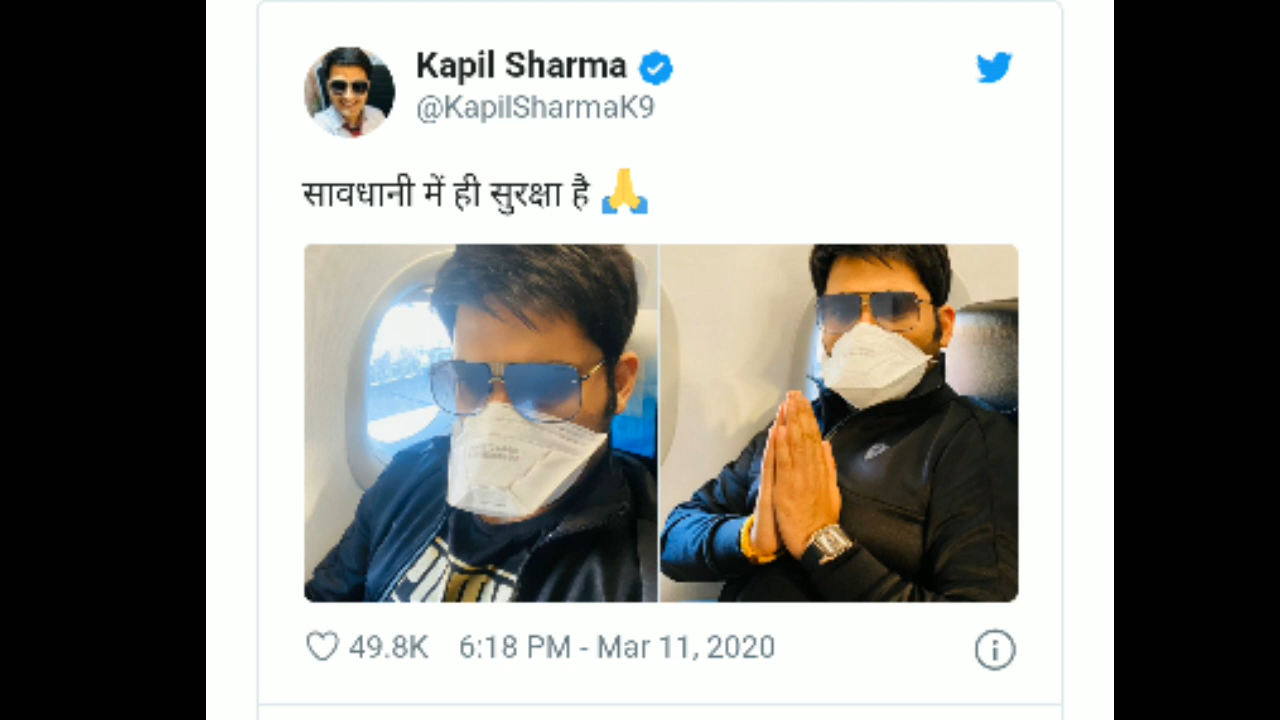 Kapil Sharma
@KapilSharmaK9
सावधानी में ही सुरक्षा है 🙏
49.8K 6:18 PM - Mar 11, 2020